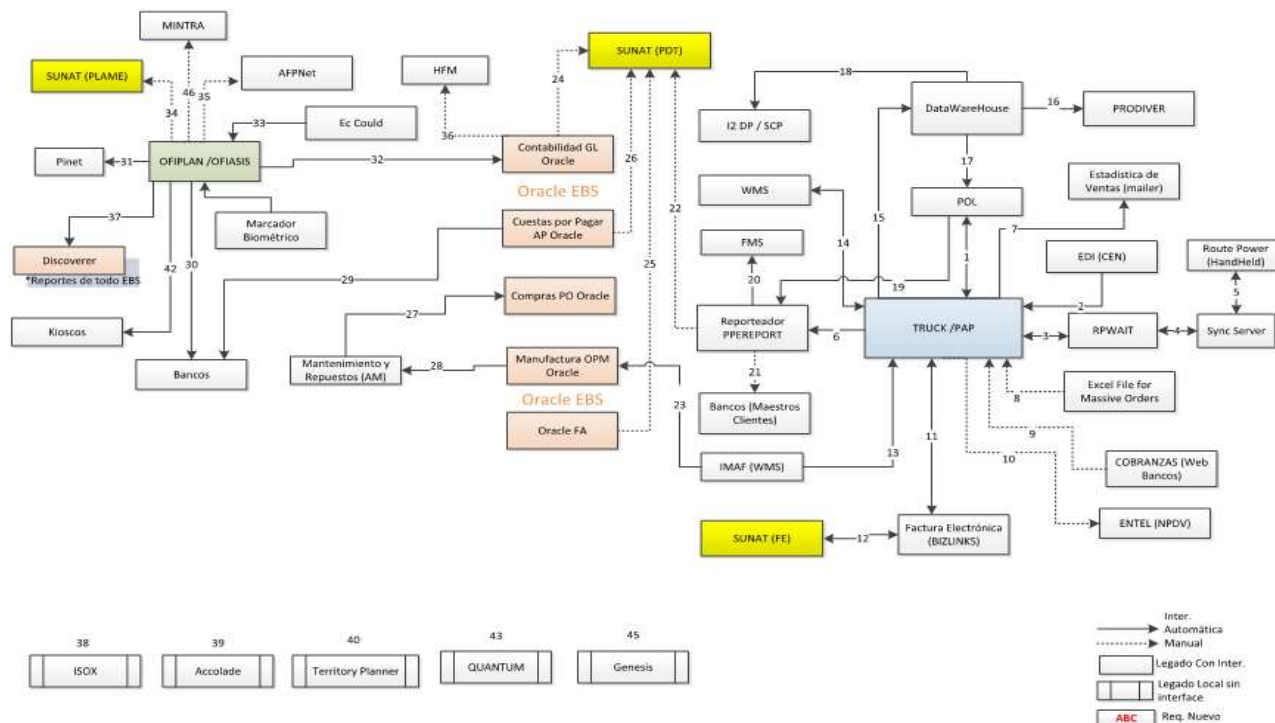 MINTRA
SUNAT (PLAME)
AFPNet
46
35
34
Ec Could
33
OFIPLAN /OFIASIS
Pinet
31
32
Marcador
Biométrico
37
Discoverer
*Reportes de todo EBS
42
30
Kioscos
Bancos
HFM
36
24
SUNAT (PDT)
Contabilidad GL
Oracle
26
Oracle EBS
Cuestas por Pagar
AP Oracle
29
25
22
27
Compras PO Oracle
Mantenimiento y
Repuestos (AM)
28
Manufactura OPM
Oracle
Oracle EBS
Oracle FA
23
18
I2 DP / SCP
DataWareHouse
16
PRODIVER
17
WMS
POL
15
14
7
Estadistica de
Ventas (mailer)
FMS
20
19
1
EDI (CEN)
2
Route Power
(HandHeld)
5
Reporteador
PPEREPORT
6
TRUCK /PAP
3
RPWAIT
4
Sync Server
21
Bancos (Maestros
Clientes)
8
Excel File for
Massive Orders
9
11
10
IMAF (WMS)
13
COBRANZAS (Web
Bancos)
ENTEL (NPDV)
SUNAT (FE)
12
Factura Electrónica
(BIZLINKS)
38
ISOX
39
Accolade
40
Territory Planner
43
QUANTUM
45
Genesis
Inter.
Automática
Manual
Legado Con Inter.
Legado Local sin
interface
ABC
Req. Nuevo